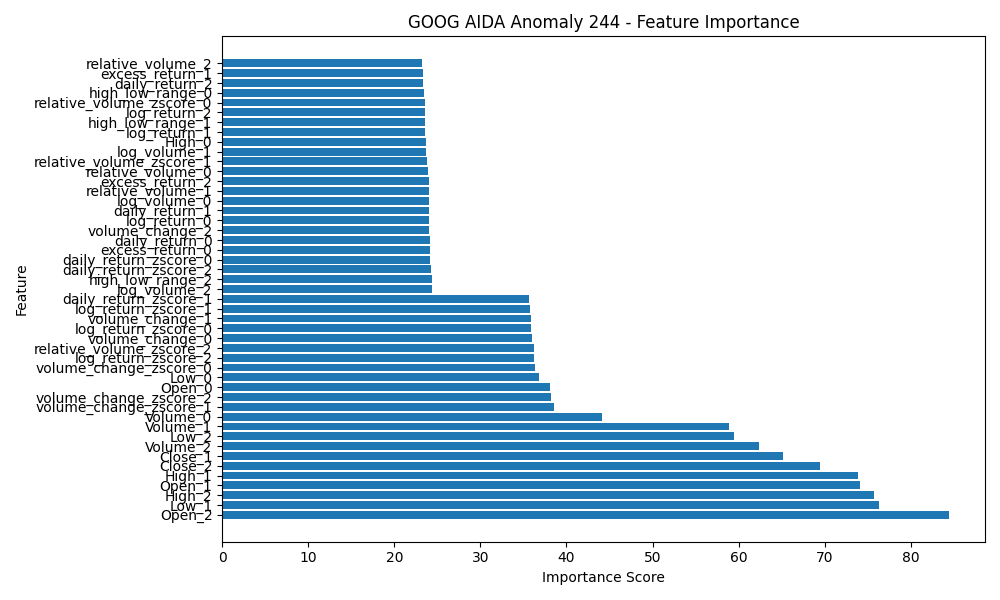 GOOG AIDA Anomaly 244 - Feature Importance
relative_volume_2
excess_return_1
daily_return_2
high_low_range_0
relative_volume_zscore_0
log_return_2
high_low_range_1
log_return_1
High_0
log_volume_1
relative_volume_zscore_1
relative_volume_0
excess_return_2
relative_volume_1
log_volume_0
daily_return_1
log_return_0
volume_change_2
daily_return_0
excess_return_0
daily_return_zscore_0
daily_return_zscore_2
high_low_range_2
log_volume_2
daily_return_zscore_1
log_return_zscore_1
volume_change_1
log_return_zscore_0
volume_change_0
relative_volume_zscore_2
log_return_zscore_2
volume_change_zscore_0
Low_0
Open_0
volume_change_zscore_2
volume_change_zscore_1
Volume_0
Volume_1
Low_2
Volume_2
Close_1
Close_2
High_1
Open_1
High_2
Low_1
Open_2
Feature
0 10 20 30 40 50 60 70 80
Importance Score